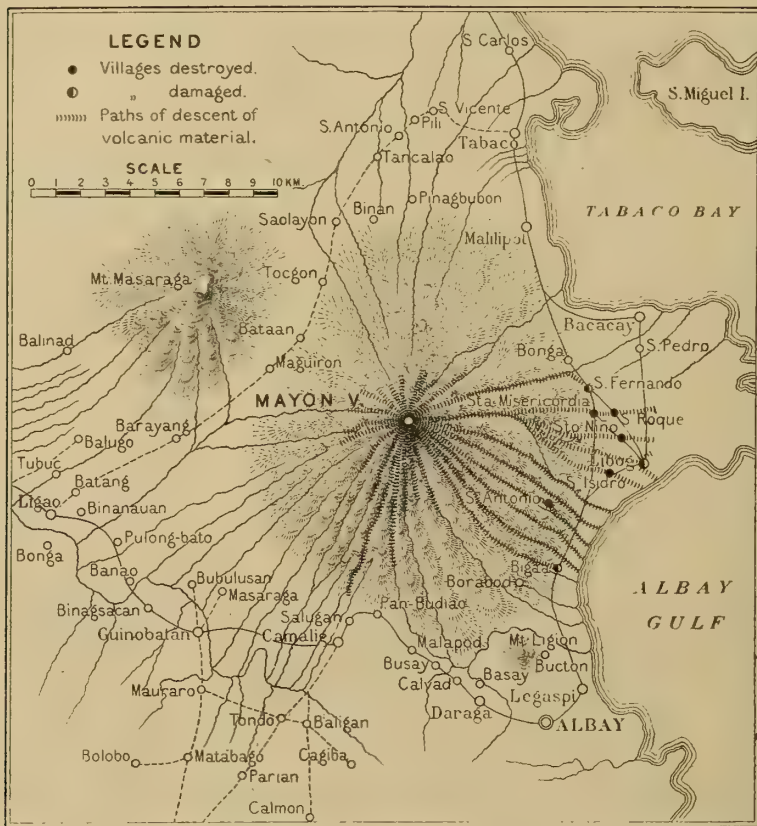 LEGEND
Villages destroyed.
„ damaged.
Paths of descent of
volcanic material.
SCALE
0 1 2 3 4 5 6 7 8 9 10 KM.
S. Carlos
S. Miguel I.
S. Vicente
Pili
S. Antonio
Tabaco
Tancalao
Pinagbubon
Binan
Saolayon
TABACO BAY
Malilipot
Mt. Masaraga
Tocgon
Bacacay
Balinad
Bataan
S. Pedro
Bonga
Maguiron
S. Fernando
MAYON V.
Sta. Misericordia
Roque
Sto Niño
Barayang
Balugo
Libog
Tubuc
S. Isidro
Batang
S. Antonio
Ligao
Binanauan
Pulong-bato
Bonga
Bigaa
Banao
Bubulusan
Borabod
ALBAY
GULF
Masaraga
Binagsacan
Salugan
Pan-Budiao
Guinobatan
Camalig
Malapod
Mt. Ligion
Busay
Bucton
Calyad
Basay
Mauraro
Legaspi
Daraga
Tondo
Baligan
ALBAY
Bolobo
Matabago
Cagiba
Parian
Calmon